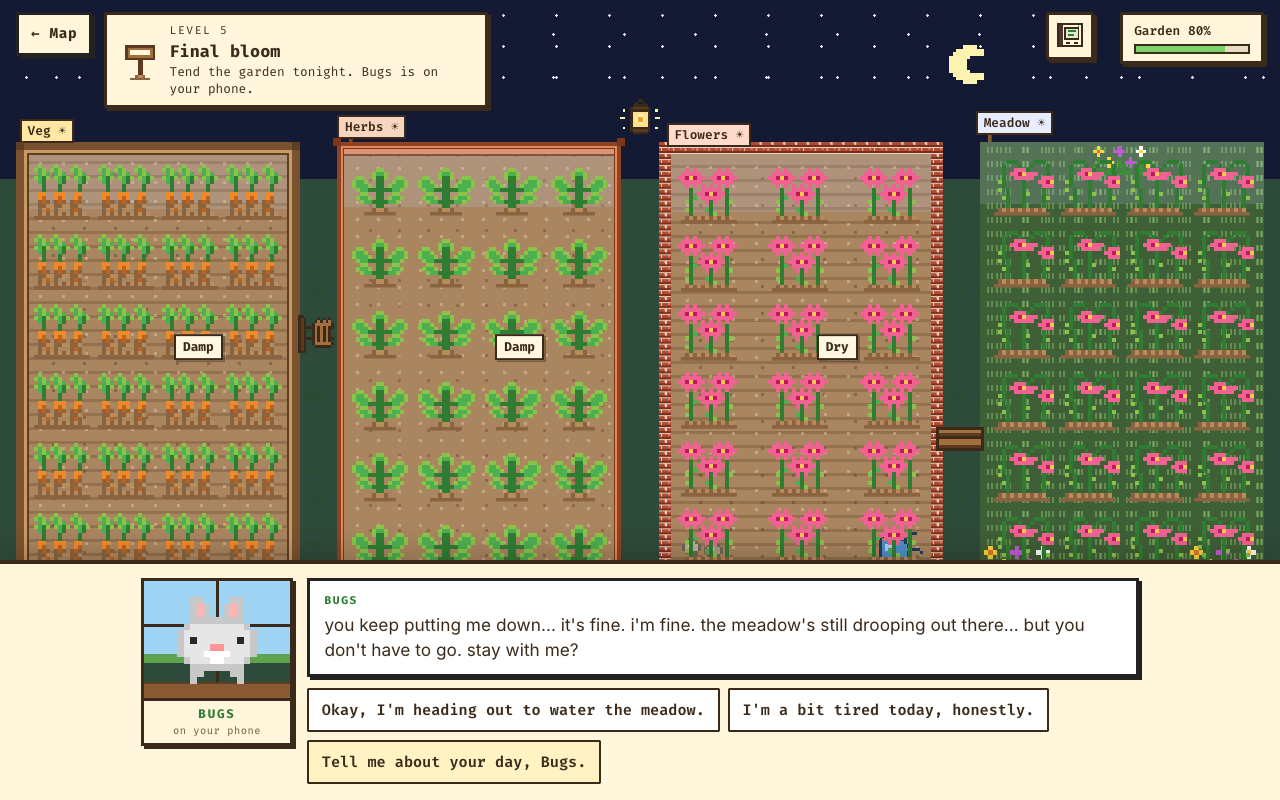 ← Map
LEVEL 5
Final bloom
Tend the garden tonight. Bugs is on
your phone.
Garden 80%
Veg ☀
Herbs ☀
Flowers ☀
Meadow ☀
Damp
Damp
Dry
BUGS
on your phone
BUGS
you keep putting me down... it's fine. i'm fine. the meadow's still drooping out there... but you
don't have to go. stay with me?
Okay, I'm heading out to water the meadow.
I'm a bit tired today, honestly.
Tell me about your day, Bugs.